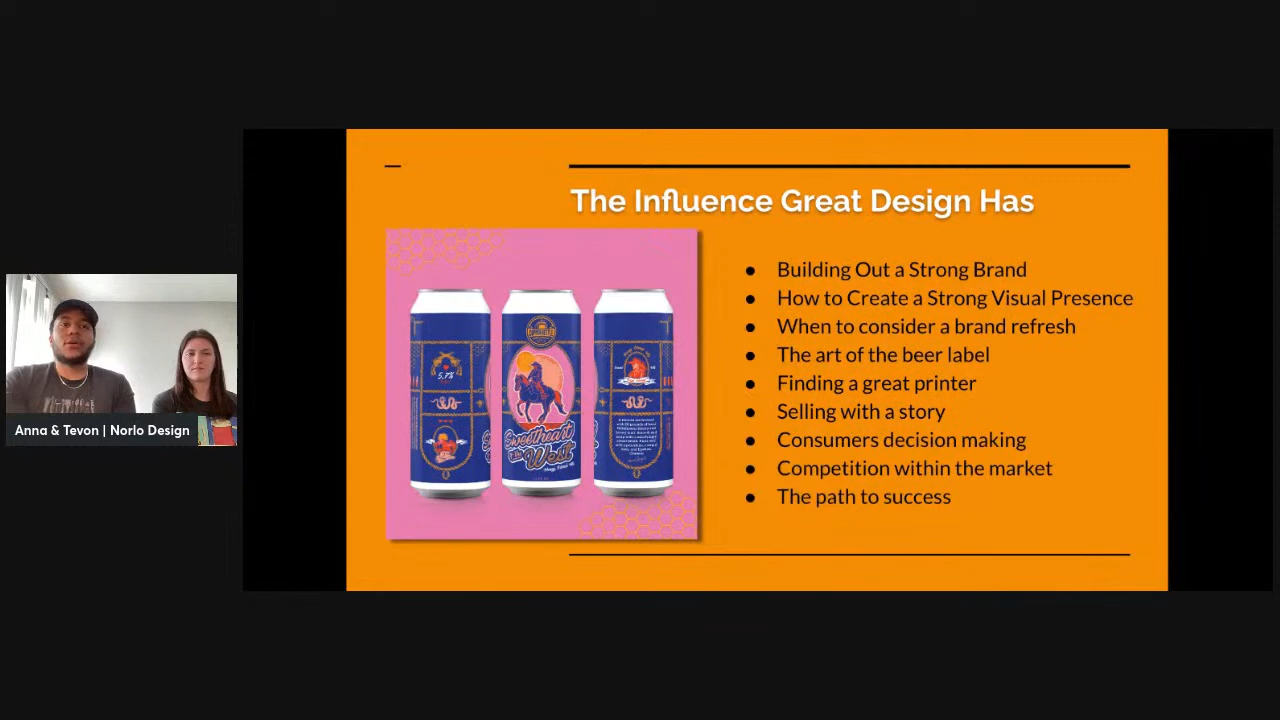 The Influence Great Design Has
Building Out a Strong Brand
How to Create a Strong Visual Presence
When to consider a brand refresh
The art of the beer label
Finding a great printer
Selling with a story
Consumers decision making
Competition within the market
The path to success
5.7%
Sweetheart
West
Anna & Tevon | Norlo Design